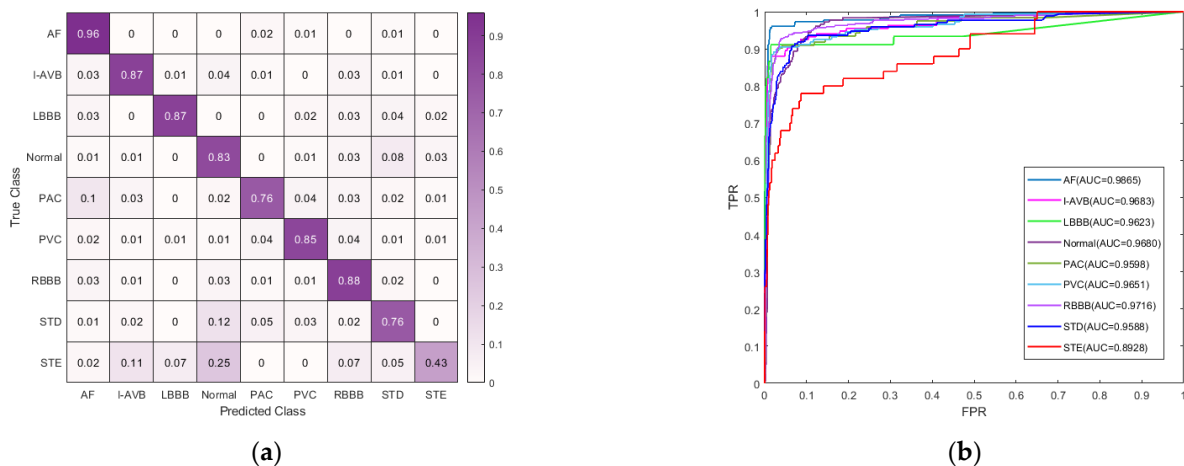 AF 0.96 0 0 0 0.02 0.01 0 0.01 0
I-AVB 0.03 0.87 0.01 0.04 0.01 0 0.03 0.01 0
LBBB 0.03 0 0.87 0 0 0.02 0.03 0.04 0.02
Normal 0.01 0.01 0 0.83 0 0.01 0.03 0.08 0.03
PAC 0.1 0.03 0 0.02 0.76 0.04 0.03 0.02 0.01
PVC 0.02 0.01 0.01 0.01 0.04 0.85 0.04 0.01 0.01
RBBB 0.03 0.01 0 0.03 0.01 0.01 0.88 0.02 0
STD 0.01 0.02 0 0.12 0.05 0.03 0.02 0.76 0
STE 0.02 0.11 0.07 0.25 0 0 0.07 0.05 0.43
AF I-AVB LBBB Normal PAC PVC RBBB STD STE
Predicted Class
True Class
0.9
0.8
0.7
0.6
0.5
0.4
0.3
0.2
0.1
0
(a)
1
0.9
0.8
0.7
0.6
0.5
0.4
0.3
0.2
0.1
0
TPR
AF(AUC=0.9865)
I-AVB(AUC=0.9683)
LBBB(AUC=0.9623)
Normal(AUC=0.9680)
PAC(AUC=0.9598)
PVC(AUC=0.9651)
RBBB(AUC=0.9716)
STD(AUC=0.9588)
STE(AUC=0.8928)
0 0.1 0.2 0.3 0.4 0.5 0.6 0.7 0.8 0.9 1
FPR
(b)